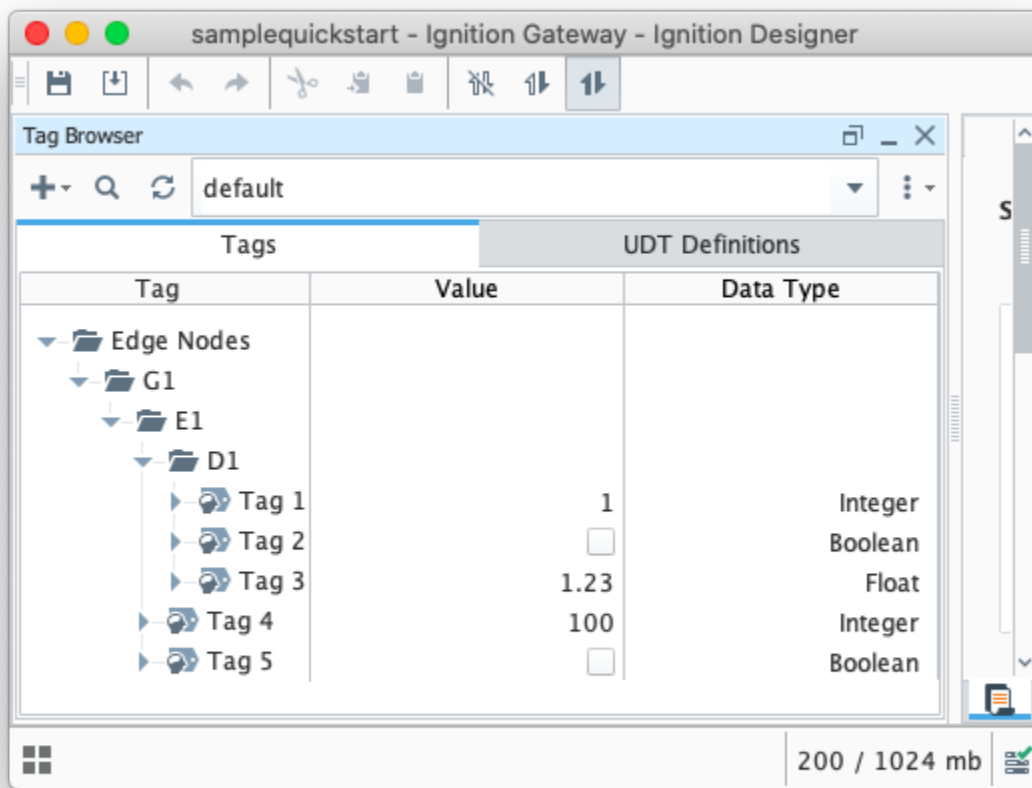 samplequickstart - Ignition Gateway - Ignition Designer
Tag Browser
default
Tags UDT Definitions
Tag Value Data Type
Edge Nodes
G1
E1
D1
Tag 1 1 Integer
Tag 2 Boolean
Tag 3 1.23 Float
Tag 4 100 Integer
Tag 5 Boolean
S
200 / 1024 mb